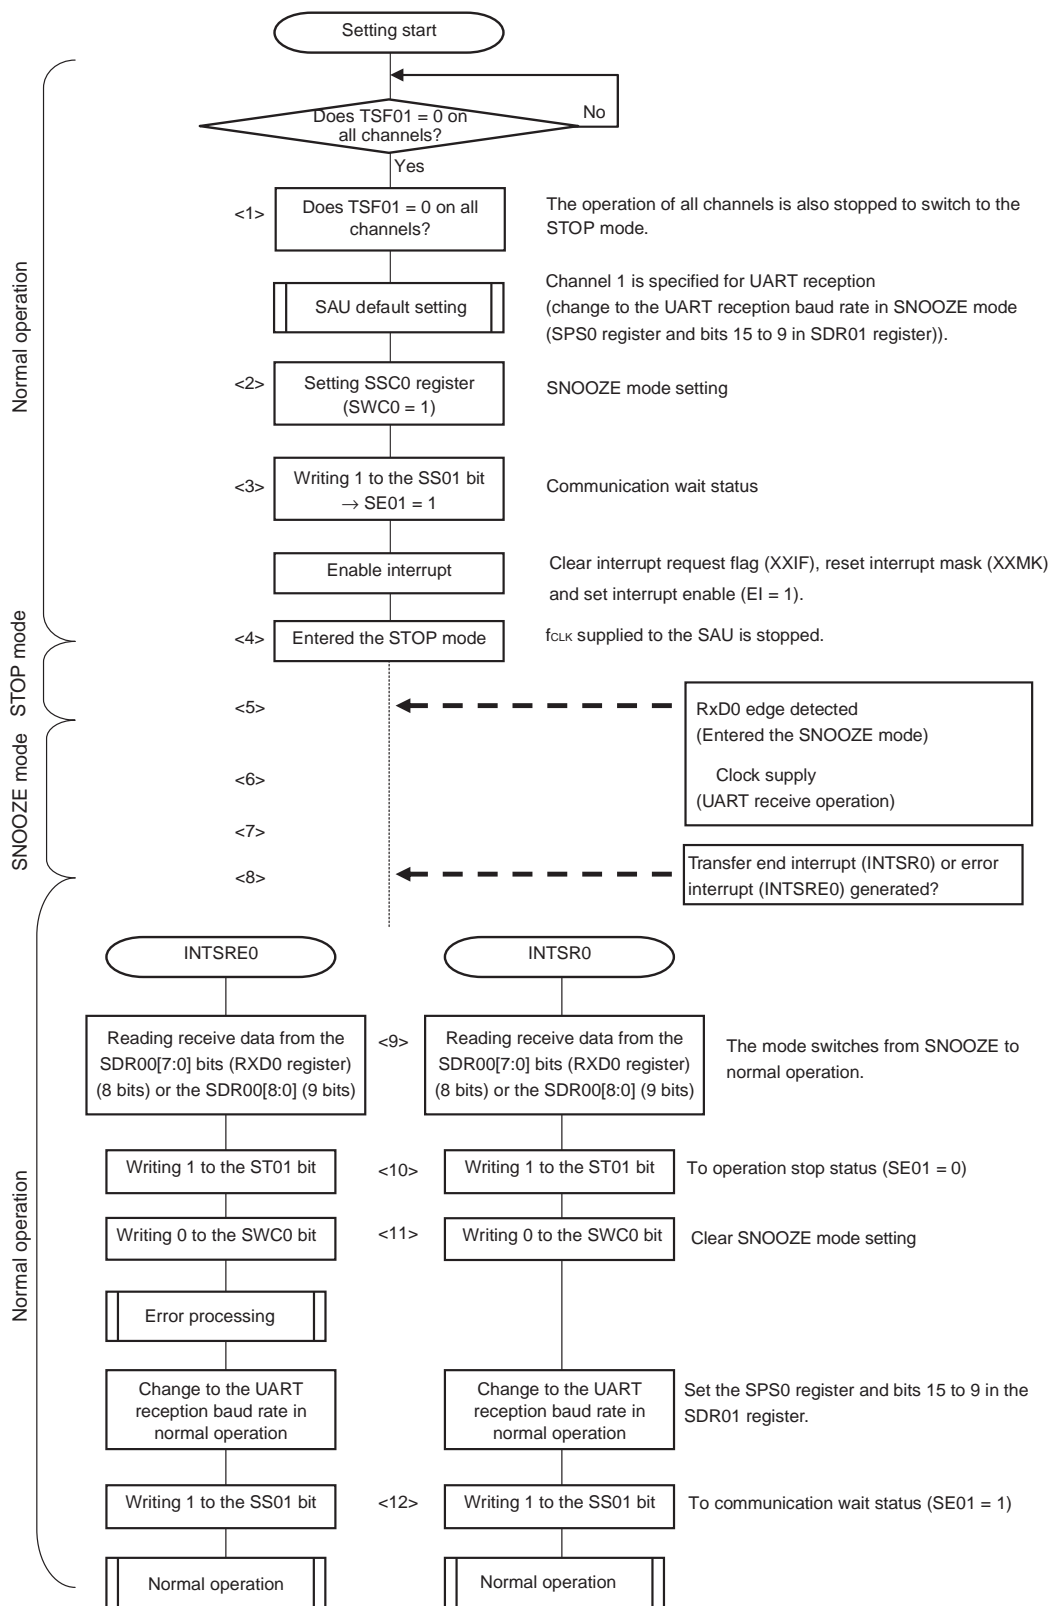 Setting start
No
Does TSF01 = 0 on
all channels?
Yes
<1>
Does TSF01 = 0 on all
channels?
The operation of all channels is also stopped to switch to the
STOP mode.
SAU default setting
Channel 1 is specified for UART reception
(change to the UART reception baud rate in SNOOZE mode
(SPS0 register and bits 15 to 9 in SDR01 register)).
Normal operation
<2>
Setting SSC0 register
(SWC0 = 1)
SNOOZE mode setting
<3>
Writing 1 to the SS01 bit
→ SE01 = 1
Communication wait status
Enable interrupt
Clear interrupt request flag (XXIF), reset interrupt mask (XXMK)
and set interrupt enable (EI = 1).
<4>
Entered the STOP mode
fCLK supplied to the SAU is stopped.
STOP mode
<5>
RxD0 edge detected
(Entered the SNOOZE mode)
Clock supply
(UART receive operation)
SNOOZE mode
<6>
<7>
<8>
Transfer end interrupt (INTSR0) or error
interrupt (INTSRE0) generated?
INTSRE0
INTSR0
Reading receive data from the
SDR00[7:0] bits (RXD0 register)
(8 bits) or the SDR00[8:0] (9 bits)
<9>
Reading receive data from the
SDR00[7:0] bits (RXD0 register)
(8 bits) or the SDR00[8:0] (9 bits)
The mode switches from SNOOZE to
normal operation.
Writing 1 to the ST01 bit
<10>
Writing 1 to the ST01 bit
To operation stop status (SE01 = 0)
Normal operation
Writing 0 to the SWC0 bit
<11>
Writing 0 to the SWC0 bit
Clear SNOOZE mode setting
Error processing
Change to the UART
reception baud rate in
normal operation
Change to the UART
reception baud rate in
normal operation
Set the SPS0 register and bits 15 to 9 in the
SDR01 register.
Writing 1 to the SS01 bit
<12>
Writing 1 to the SS01 bit
To communication wait status (SE01 = 1)
Normal operation
Normal operation